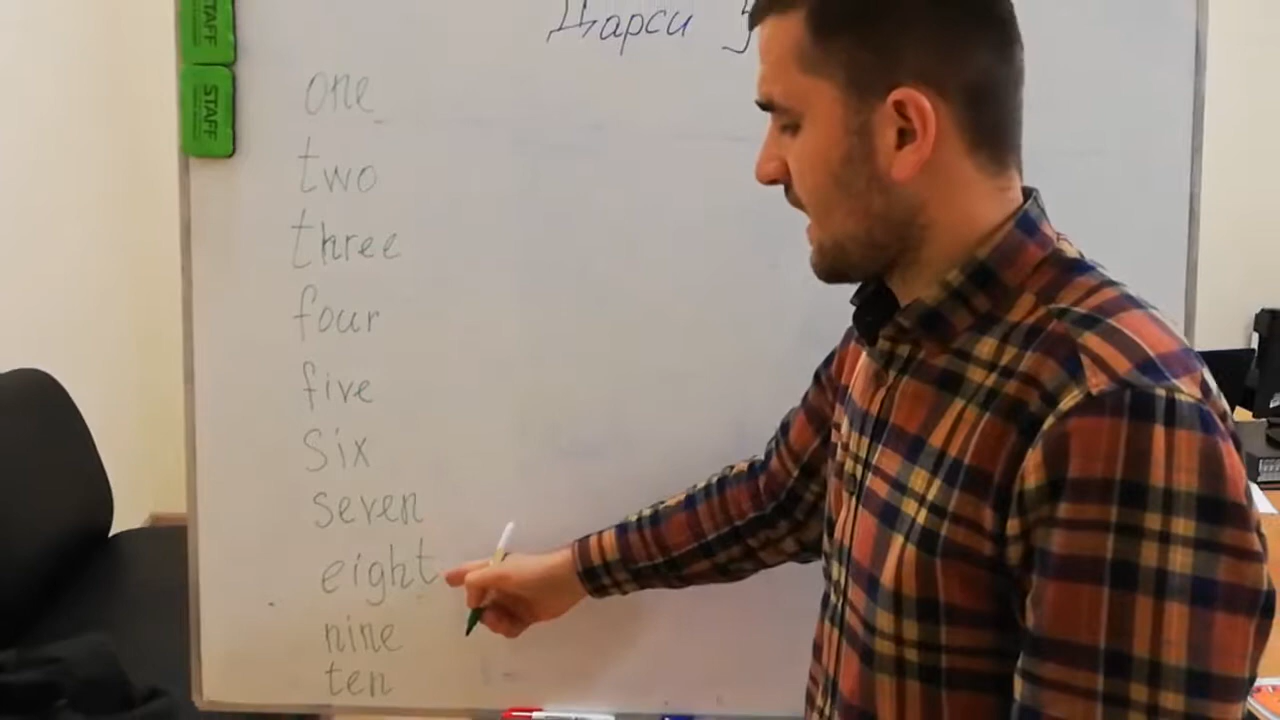 STAFF
STAFF
Дарси
one
two
three
four
five
six
seven
eight
nine
ten